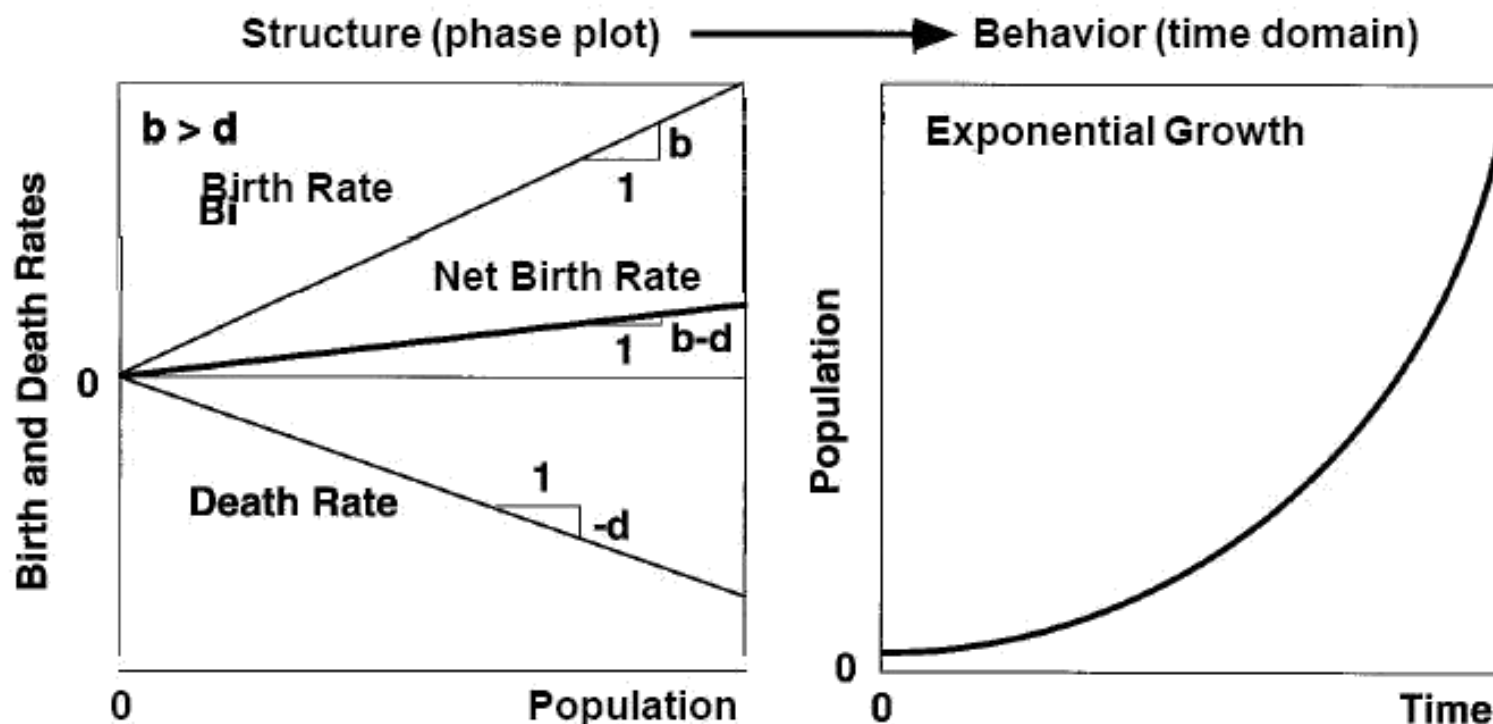 Structure (phase plot)
Behavior (time domain)
Birth and Death Rates
b > d
Birth Rate
Bi
b
1
Net Birth Rate
b-d
1
0
1
-d
Death Rate
0
Population
Exponential Growth
Population
0
0
Time